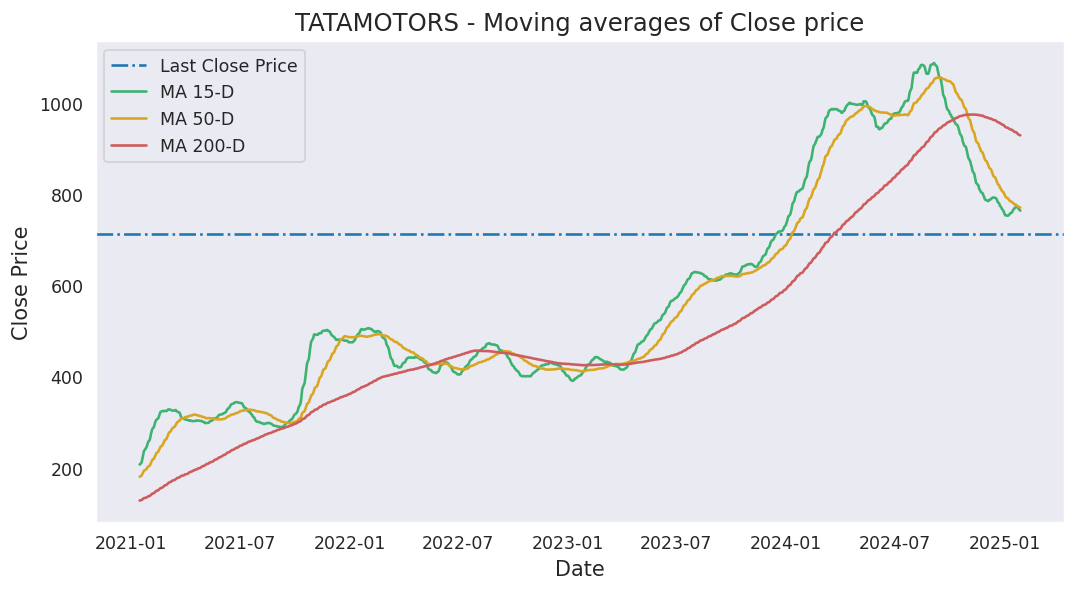 TATAMOTORS - Moving averages of Close price
Last Close Price
MA 15-D
MA 50-D
MA 200-D
Close Price
1000
800
600
400
200
2021-01 2021-07 2022-01 2022-07 2023-01 2023-07 2024-01 2024-07 2025-01
Date